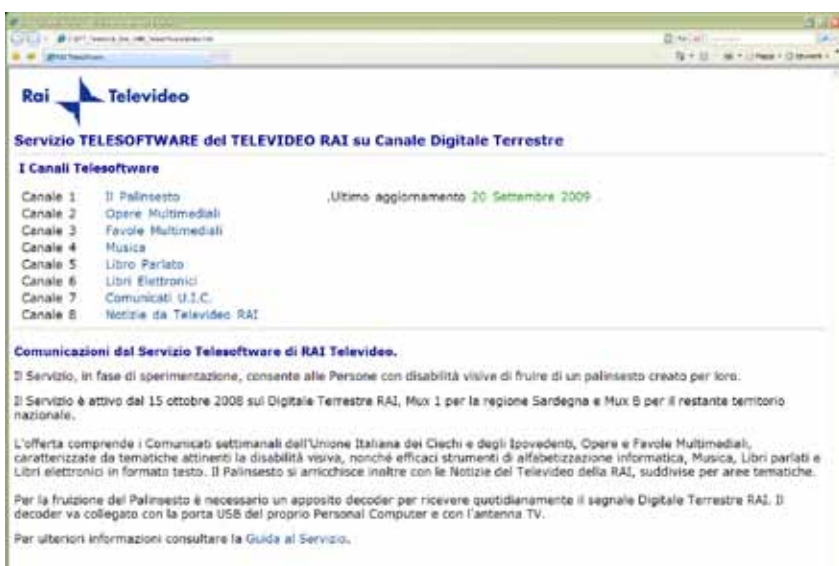 Rai Televideo
Servizio TELESOFTWARE del TELEVIDEO RAI su Canale Digitale Terrestre
I Canali Telesoftware
Canale 1 Il Palinsesto .Ultimo aggiornamento 20 Settembre 2009
Canale 2 Opere Multimediali
Canale 3 Favole Multimediali
Canale 4 Musica
Canale 5 Libro Parlato
Canale 6 Libri Elettronici
Canale 7 Comunicati U.I.C.
Canale 8 Notizie da Televideo RAI
Comunicazioni dal Servizio Telesoftware di RAI Televideo.
Il Servizio, in fase di sperimentazione, consente alle Persone con disabilità visive di fruire di un palinsesto creato per loro.
Il Servizio è attivo dal 15 ottobre 2008 sul Digitale Terrestre RAI, Mux 1 per la regione Sardegna e Mux B per il restante territorio
nazionale.
L'offerta comprende i Comunicati settimanali dell'Unione Italiana dei Ciechi e degli Ipovedenti, Opere e Favole Multimediali,
caratterizzate da tematiche attinenti la disabilità visiva, nonché efficaci strumenti di alfabetizzazione informatica, Musica, Libri parlati e
Libri elettronici in formato testo. Il Palinsesto si arricchisce inoltre con le Notizie del Televideo della RAI, suddivise per aree tematiche.
Per la fruizione del Palinsesto è necessario un apposito decoder per ricevere quotidianamente il segnale Digitale Terrestre RAI. Il
decoder va collegato con la porta USB del proprio Personal Computer e con l'antenna TV.
Per ulteriori informazioni consultare la Guida al Servizio.